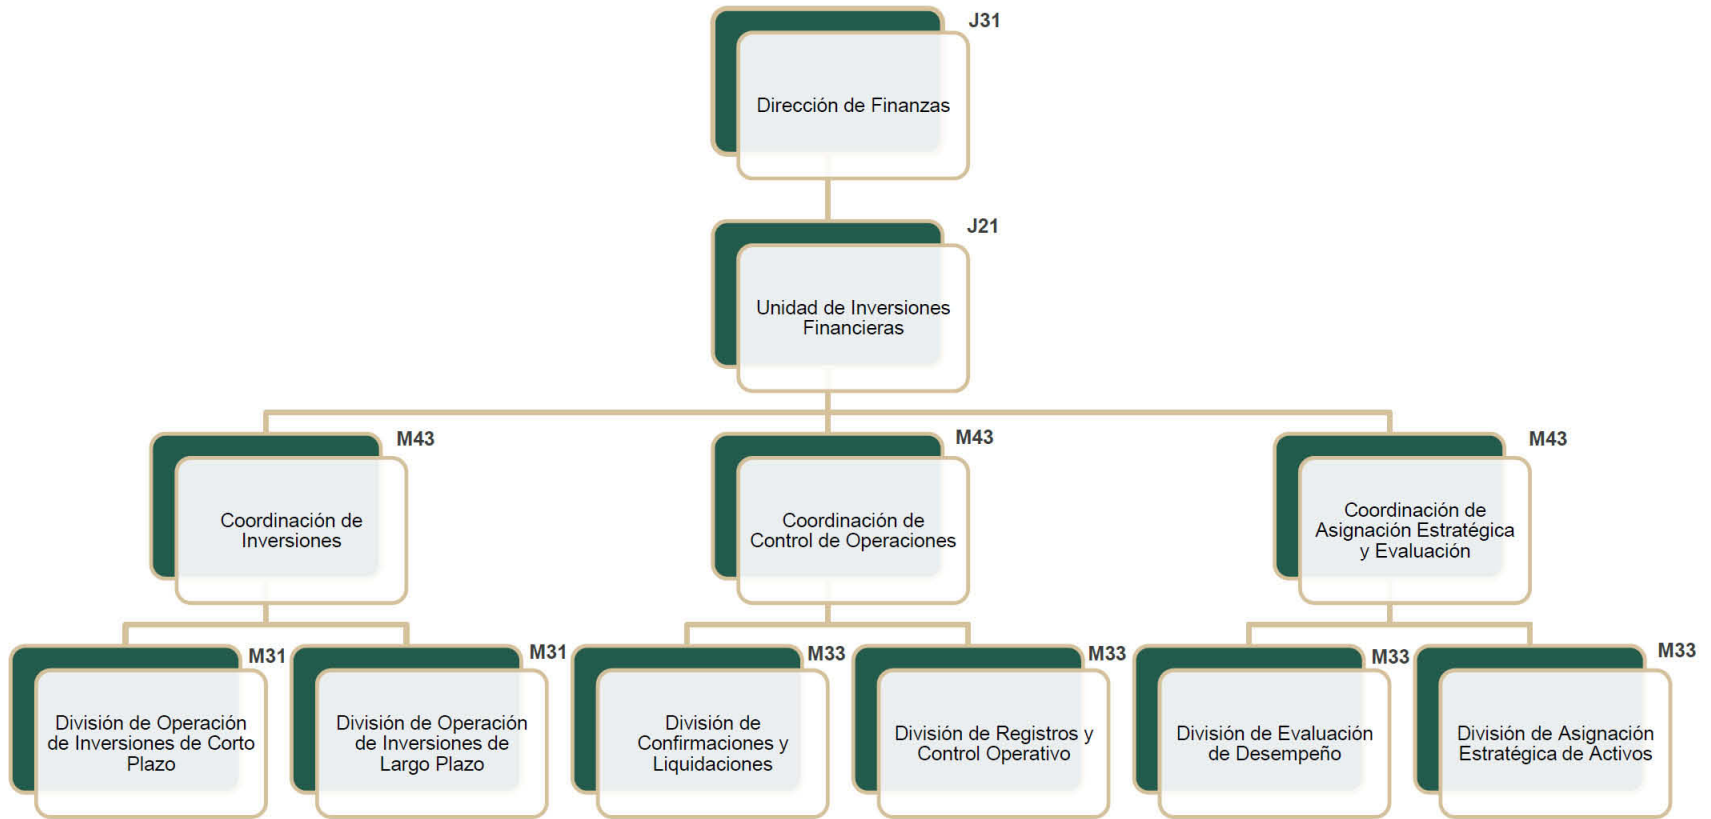 J31
Dirección de Finanzas
J21
Unidad de Inversiones
Financieras
M43
Coordinación de
Inversiones
M43
Coordinación de
Control de Operaciones
M43
Coordinación de
Asignación Estratégica
y Evaluación
M31
División de Operación
de Inversiones de Corto
Plazo
M31
División de Operación
de Inversiones de
Largo Plazo
M33
División de
Confirmaciones y
Liquidaciones
M33
División de Registros y
Control Operativo
M33
División de Evaluación
de Desempeño
M33
División de Asignación
Estratégica de Activos